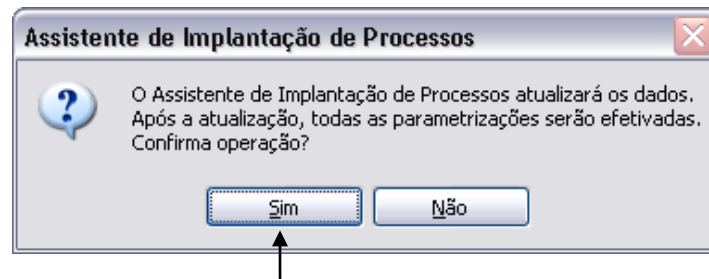 Assistente de Implantação de Processos
O Assistente de Implantação de Processos atualizará os dados.
Após a atualização, todas as parametrizações serão efetivadas.
Confirma operação?
Sim
Não